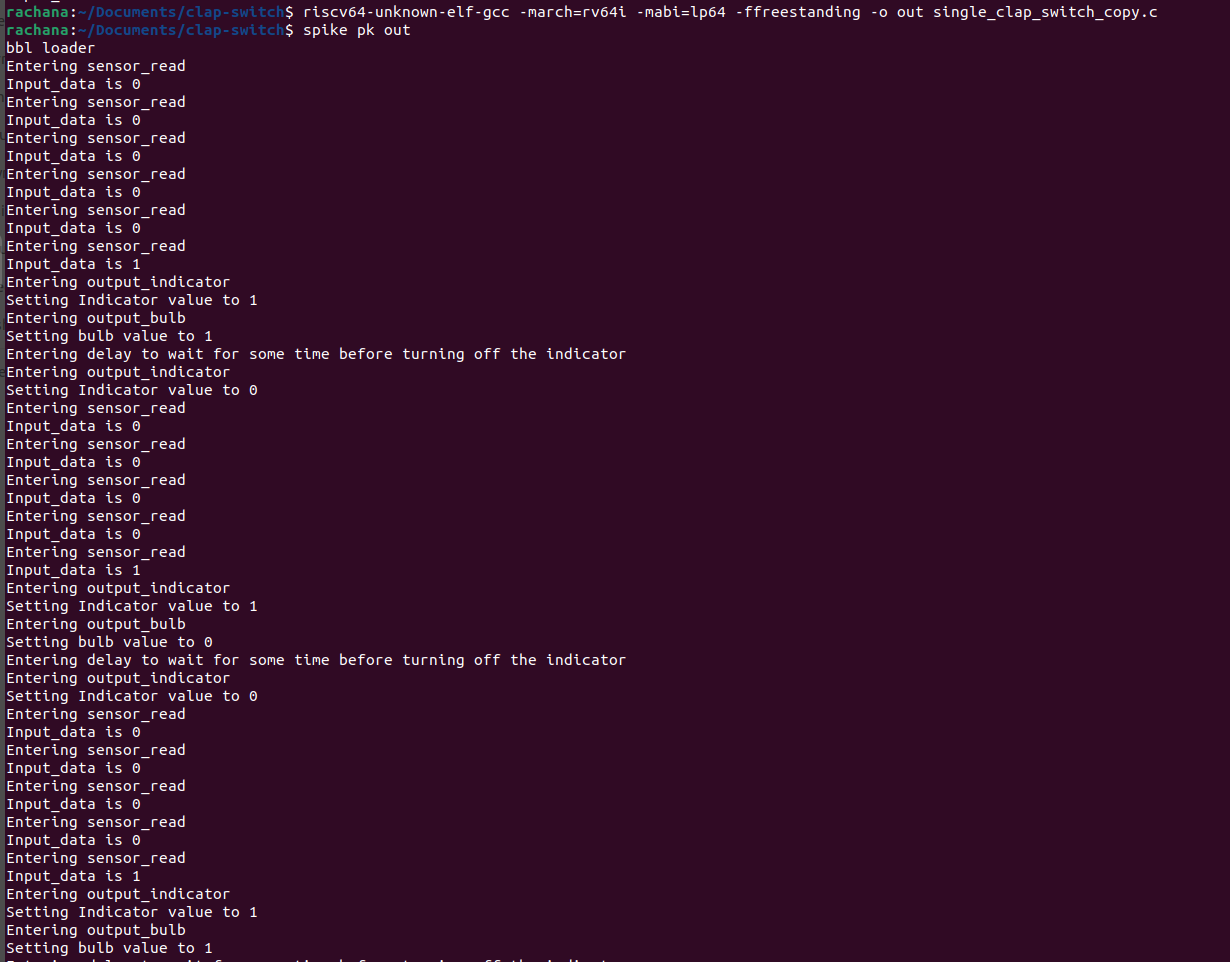 rachana:~/Documents/clap-switch$ riscv64-unknown-elf-gcc -march=rv64i -mabi=lp64 -ffreestanding -o out single_clap_switch_copy.c
rachana:~/Documents/clap-switch$ spike pk out
bbl loader
Entering sensor_read
Input_data is 0
Entering sensor_read
Input_data is 0
Entering sensor_read
Input_data is 0
Entering sensor_read
Input_data is 0
Entering sensor_read
Input_data is 0
Entering sensor_read
Input_data is 1
Entering output_indicator
Setting Indicator value to 1
Entering output_bulb
Setting bulb value to 1
Entering delay to wait for some time before turning off the indicator
Entering output_indicator
Setting Indicator value to 0
Entering sensor_read
Input_data is 0
Entering sensor_read
Input_data is 0
Entering sensor_read
Input_data is 0
Entering sensor_read
Input_data is 0
Entering sensor_read
Input_data is 1
Entering output_indicator
Setting Indicator value to 1
Entering output_bulb
Setting bulb value to 0
Entering delay to wait for some time before turning off the indicator
Entering output_indicator
Setting Indicator value to 0
Entering sensor_read
Input_data is 0
Entering sensor_read
Input_data is 0
Entering sensor_read
Input_data is 0
Entering sensor_read
Input_data is 0
Entering sensor_read
Input_data is 1
Entering output_indicator
Setting Indicator value to 1
Entering output_bulb
Setting bulb value to 1